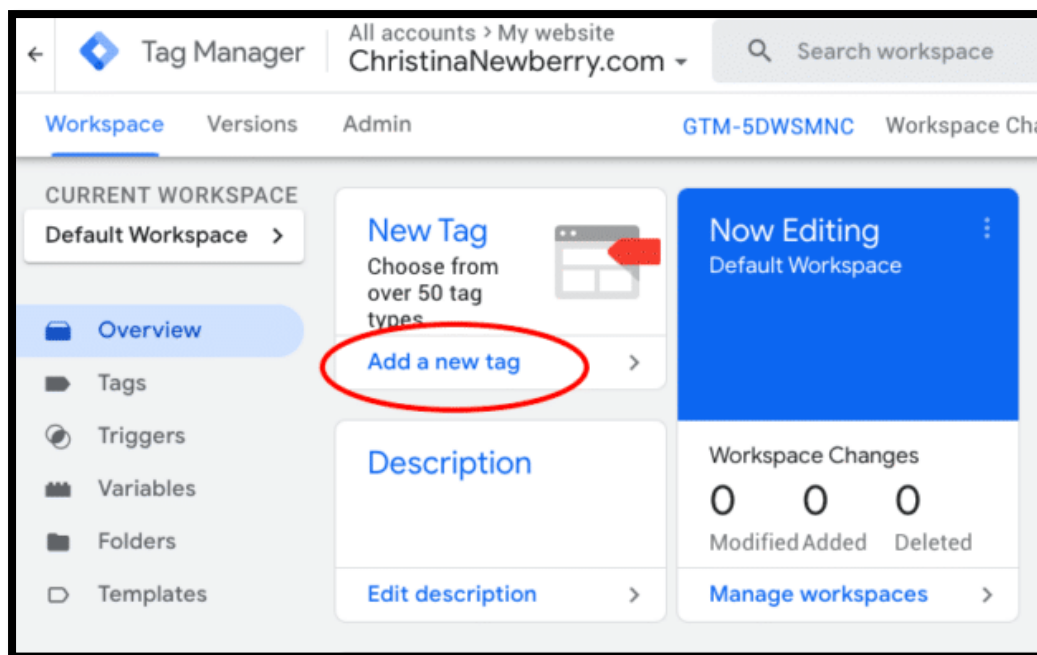 All accounts > My website
Tag Manager
ChristinaNewberry.com
Search workspace
Workspace Versions Admin
GTM-5DWSMNC Workspace Cha
CURRENT WORKSPACE
Default Workspace
Overview
Tags
Triggers
Variables
Folders
Templates
New Tag
Choose from
over 50 tag
types
Add a new tag
Description
Edit description
Now Editing
Default Workspace
Workspace Changes
0 0 0
Modified Added Deleted
Manage workspaces